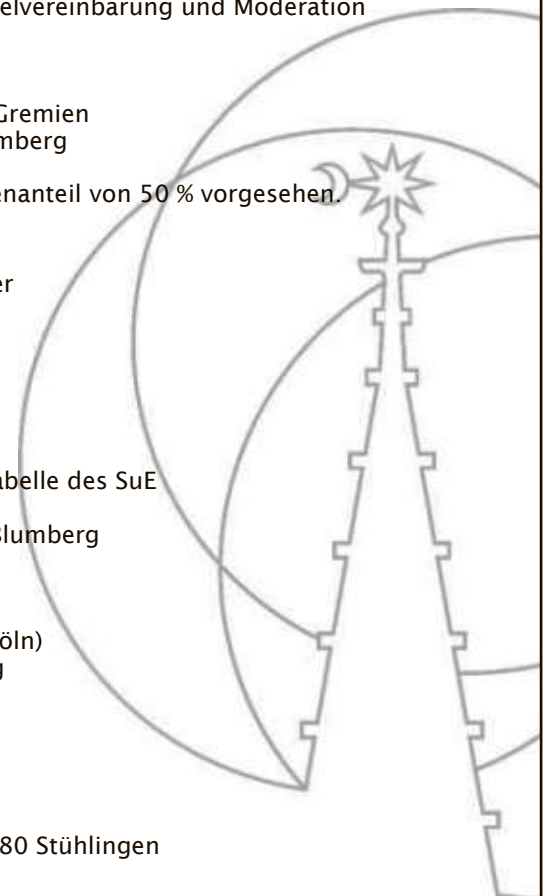 elvereinbarung und Moderation
Gremien
mberg
enanteil von 50 % vorgesehen.
er
abelle des SuE
Blumberg
öln)
g
80 Stühlingen